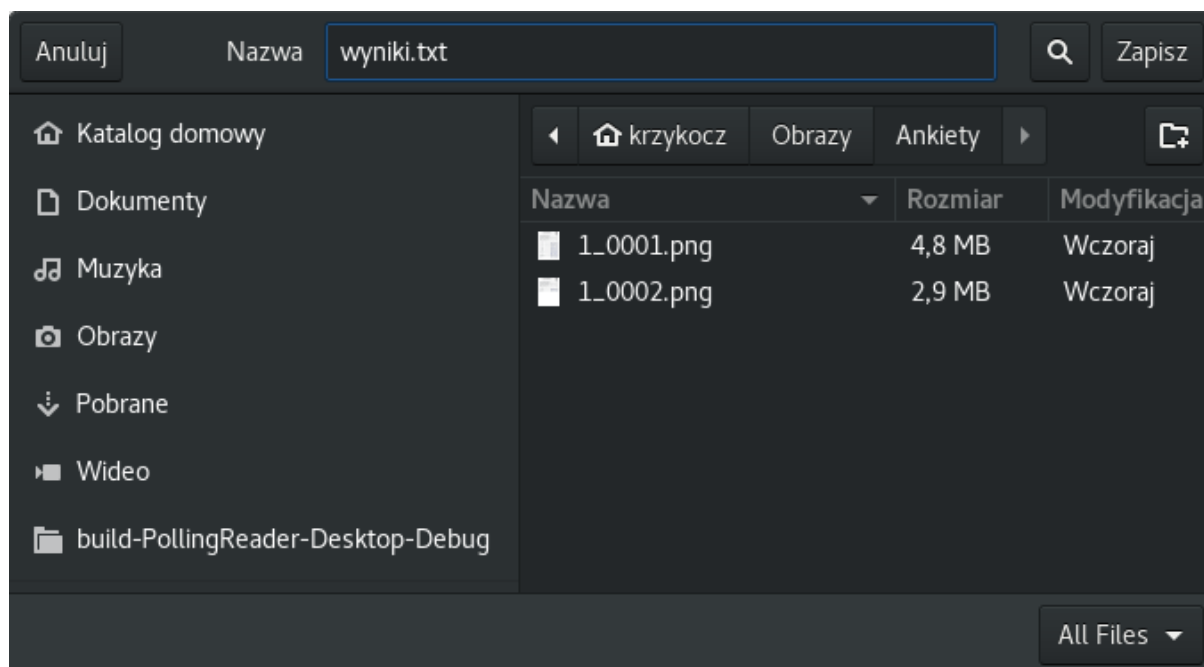 Anuluj Nazwa wyniki.txt Zapisz
Katalog domowy
Dokumenty
Muzyka
Obrazy
Pobrane
Wideo
build-PollingReader-Desktop-Debug
krzykocz Obrazy Ankiety
Nazwa Rozmiar Modyfikacja
1_0001.png 4,8 MB Wczoraj
1_0002.png 2,9 MB Wczoraj
All Files